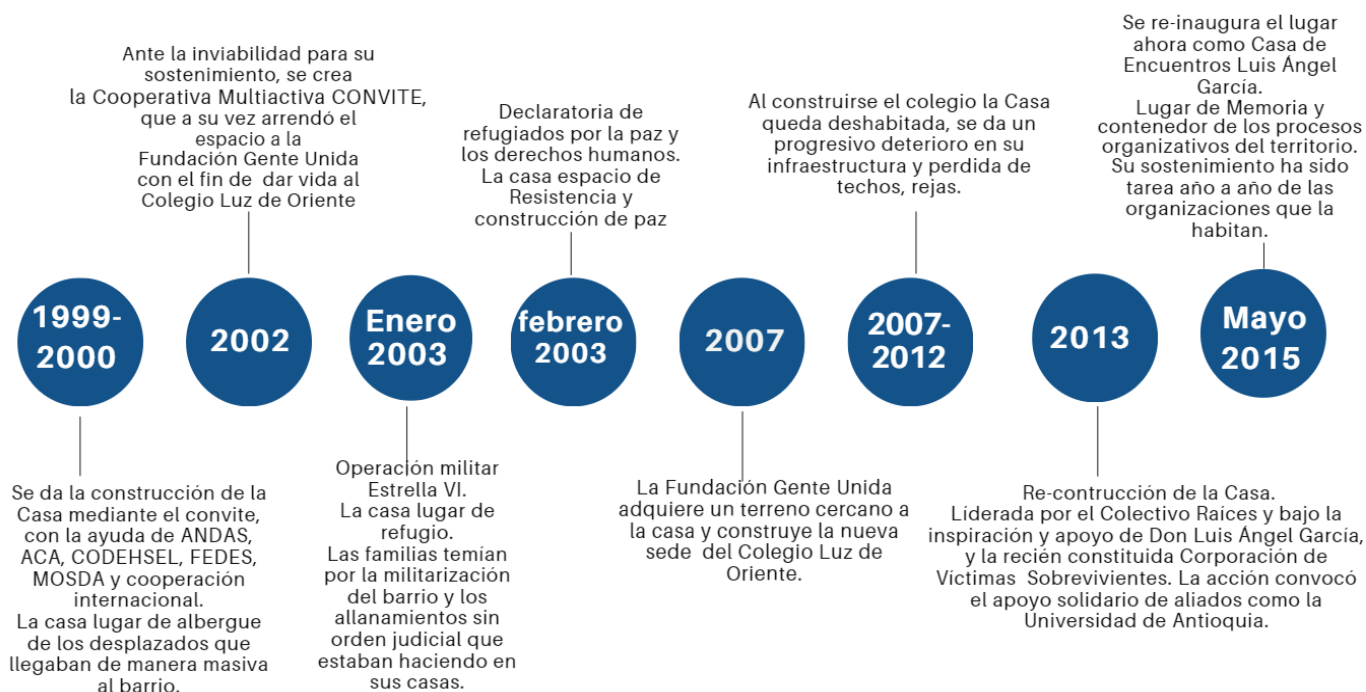 1999-
2000
Se da la construcción de la
Casa mediante el convite,
con la ayuda de ANDAS,
ACA, CODEHSEL, FEDES,
MOSDA y cooperación
internacional.
La casa lugar de albergue
de los desplazados que
llegaban de manera masiva
al barrio.
Ante la inviabilidad para su
sostenimiento, se crea
la Cooperativa Multiactiva CONVITE,
que a su vez arrendó el
espacio a la
Fundación Gente Unida
con el fin de dar vida al
Colegio Luz de Oriente
2002
Enero
2003
Operación militar
Estrella VI.
La casa lugar de
refugio.
Las familias temían
por la militarización
del barrio y los
allanamientos sin
orden judicial que
estaban haciendo en
sus casas.
Declaratoria de
refugiados por la paz y
los derechos humanos.
La casa espacio de
Resistencia y
construcción de paz
febrero
2003
2007
La Fundación Gente Unida
adquiere un terreno cercano a
la casa y construye la nueva
sede del Colegio Luz de
Oriente.
Al construirse el colegio la Casa
queda deshabitada, se da un
progresivo deterioro en su
infraestructura y perdida de
techos, rejas.
2007-
2012
2013
Re-contrucción de la Casa.
Liderada por el Colectivo Raíces y bajo la
inspiración y apoyo de Don Luis Ángel García,
y la recién constituida Corporación de
Víctimas Sobrevivientes. La acción convocó
el apoyo solidario de aliados como la
Universidad de Antioquia.
Se re-inaugura el lugar
ahora como Casa de
Encuentros Luis Ángel
García.
Lugar de Memoria y
contenedor de los procesos
organizativos del territorio.
Su sostenimiento ha sido
tarea año a año de las
organizaciones que la
habitan.
Mayo
2015